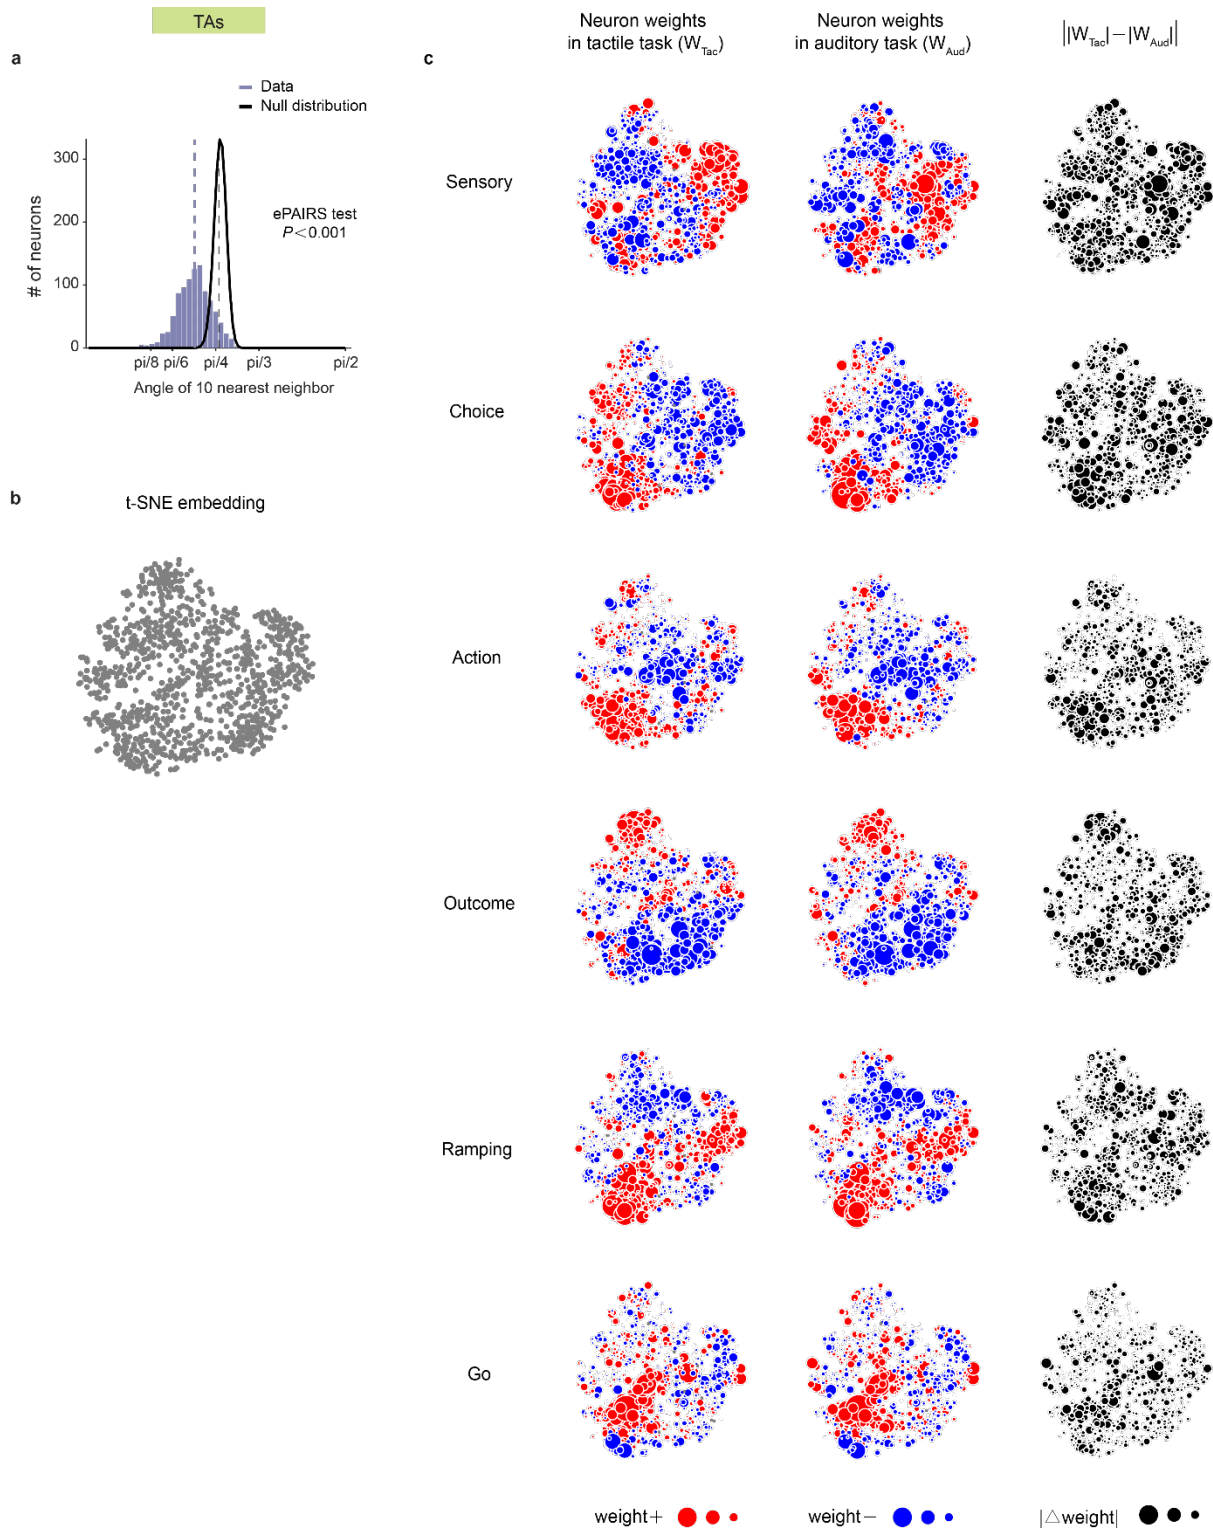 TAs
a
Data
Null distribution
# of neurons
300
200
100
0
ePAIRS test
P<0.001
pi/8 pi/6 pi/4 pi/3 pi/2
Angle of 10 nearest neighbor
b
t-SNE embedding
c
Neuron weights
in tactile task (W_Tac)
Neuron weights
in auditory task (W_Aud)
||W_Tac|−|W_Aud||
Sensory
Choice
Action
Outcome
Ramping
Go
weight+
weight−
|△weight|